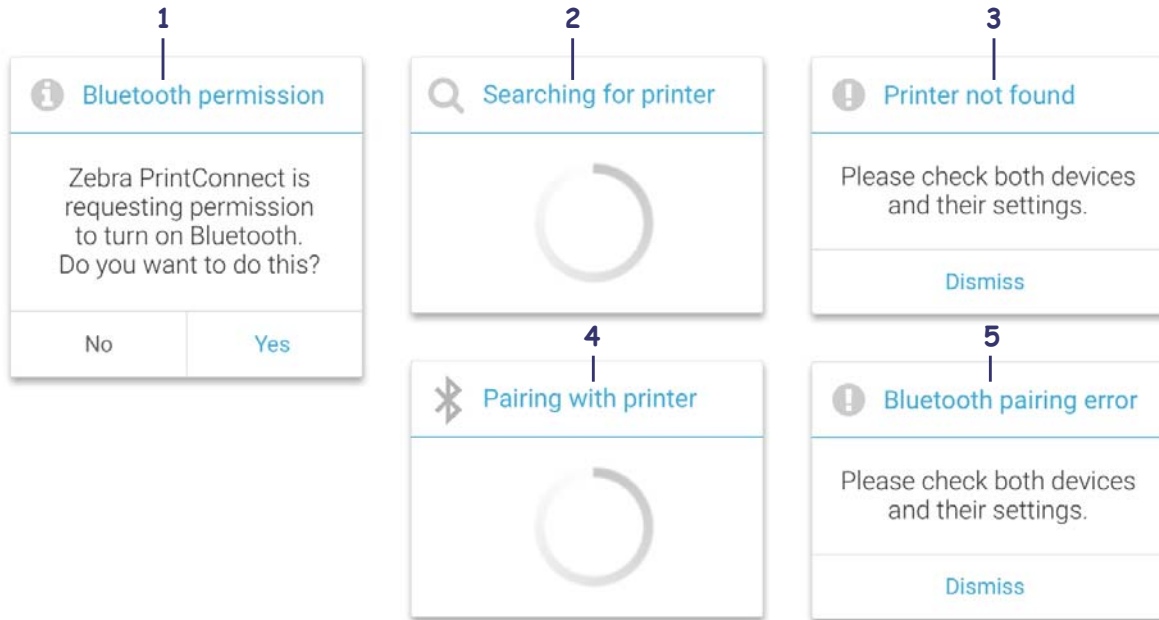 1
Bluetooth permission
Zebra PrintConnect is
requesting permission
to turn on Bluetooth.
Do you want to do this?
No
Yes
2
Searching for printer
3
Printer not found
Please check both devices
and their settings.
Dismiss
4
Pairing with printer
5
Bluetooth pairing error
Please check both devices
and their settings.
Dismiss